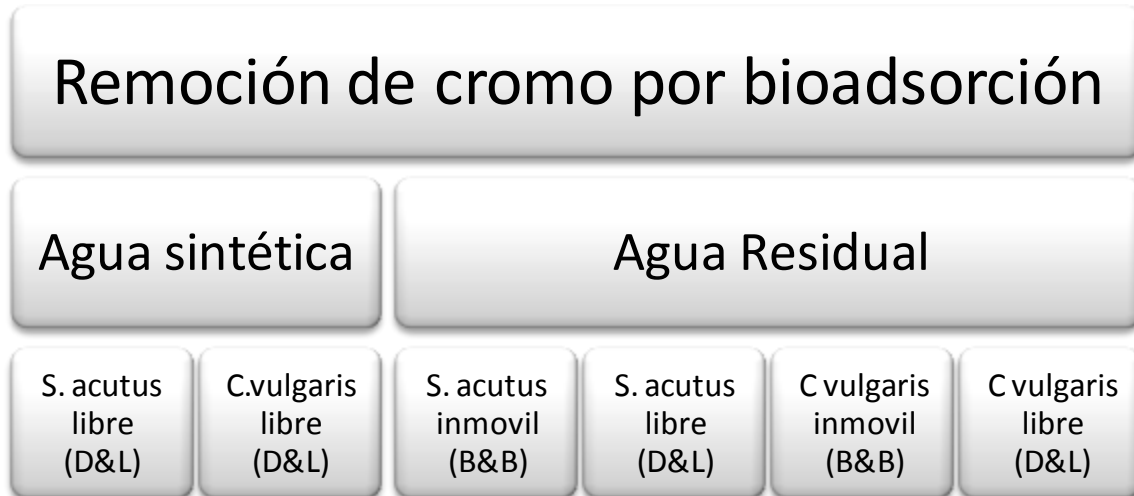 Remoción de cromo por bioadsorción
Agua sintética
Agua Residual
S. acutus
libre
(D&L)
C.vulgaris
libre
(D&L)
S. acutus
inmovil
(B&B)
S. acutus
libre
(D&L)
C vulgaris
inmovil
(B&B)
C vulgaris
libre
(D&L)